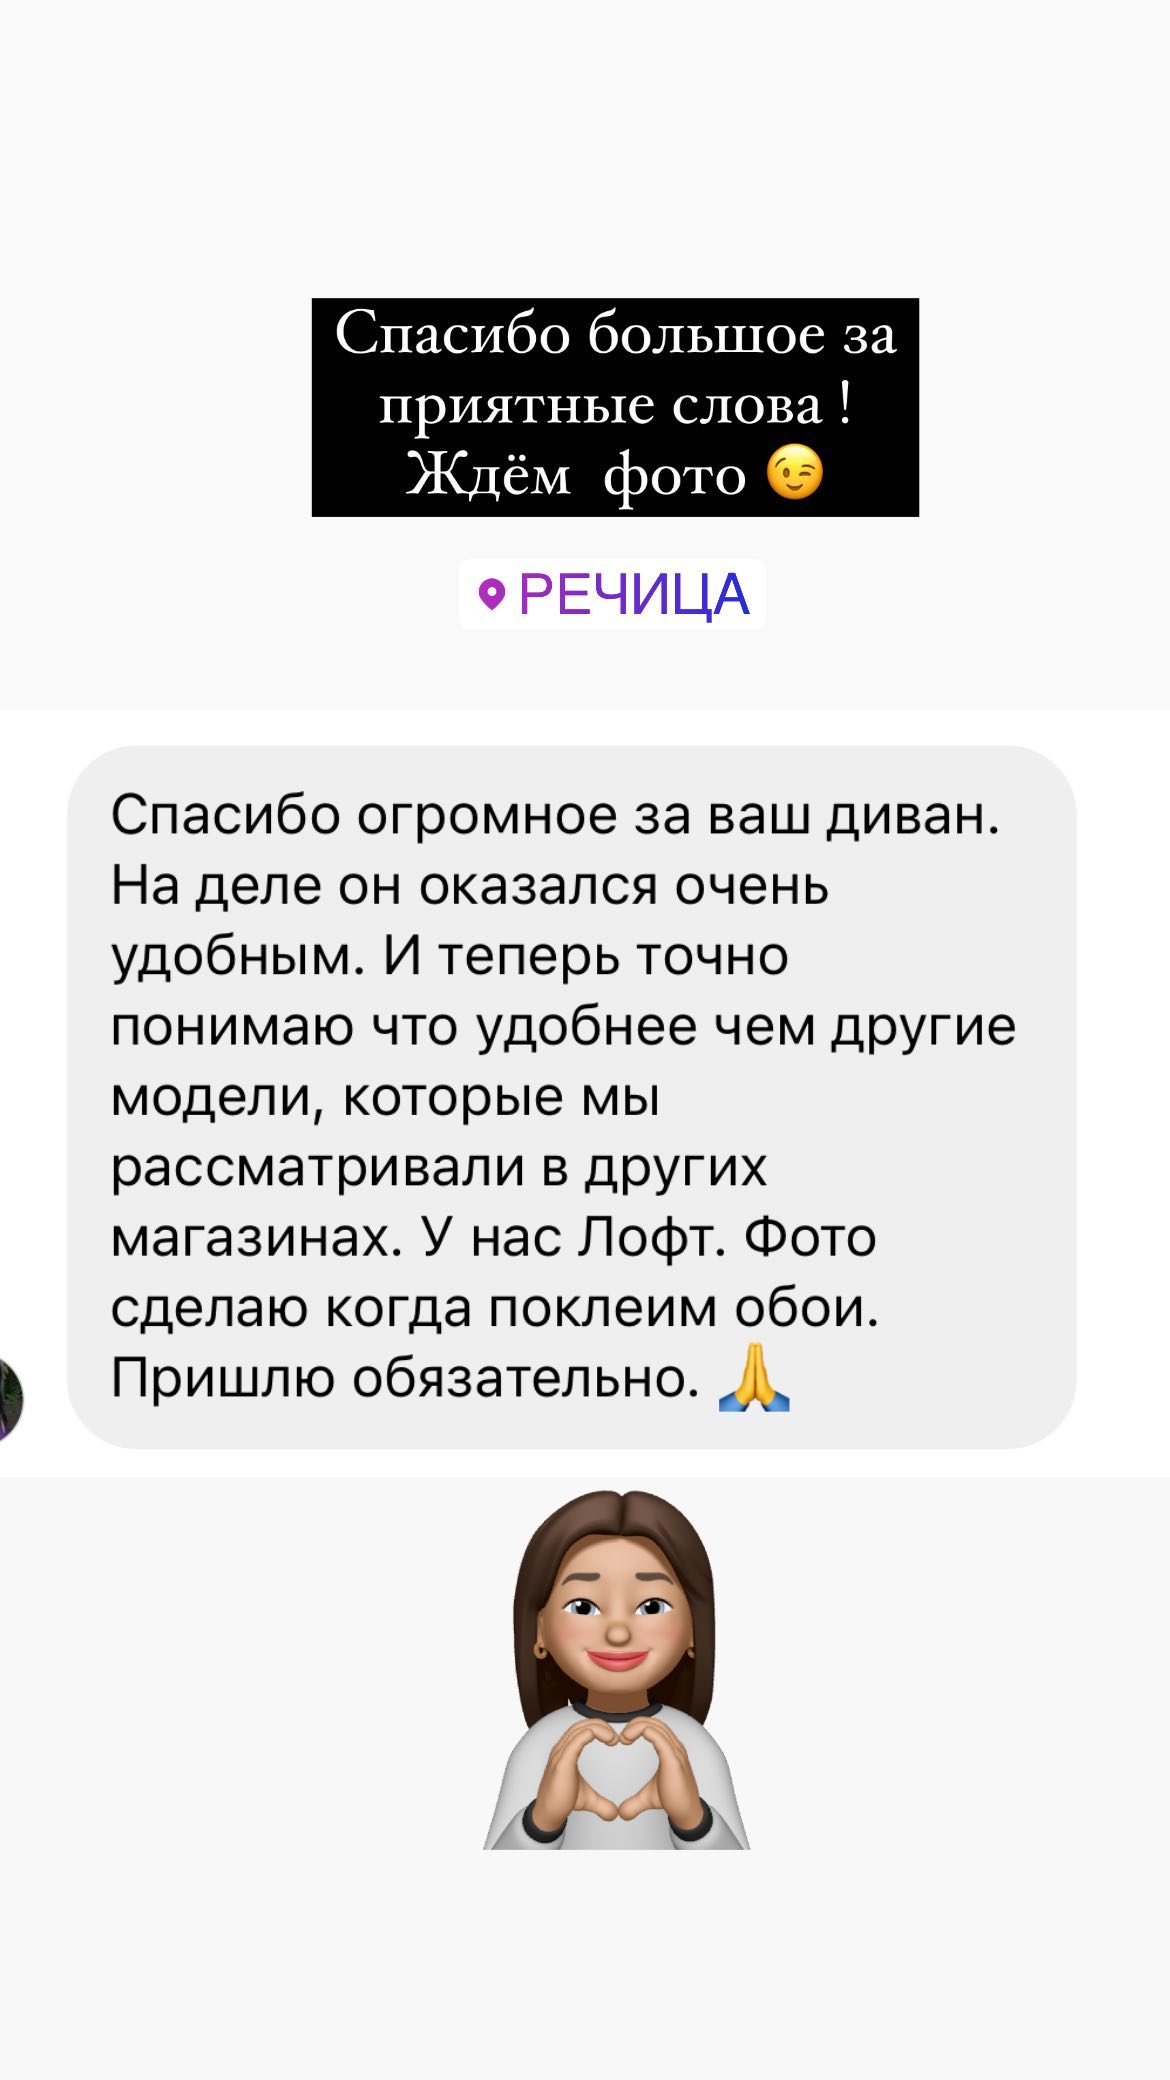 Спасибо большое за
приятные слова !
Ждём фото 😉
РЕЧИЦА
Спасибо огромное за ваш диван.
На деле он оказался очень
удобным. И теперь точно
понимаю что удобнее чем другие
модели, которые мы
рассматривали в других
магазинах. У нас Лофт. Фото
сделаю когда поклеим обои.
Пришлю обязательно. 🙏